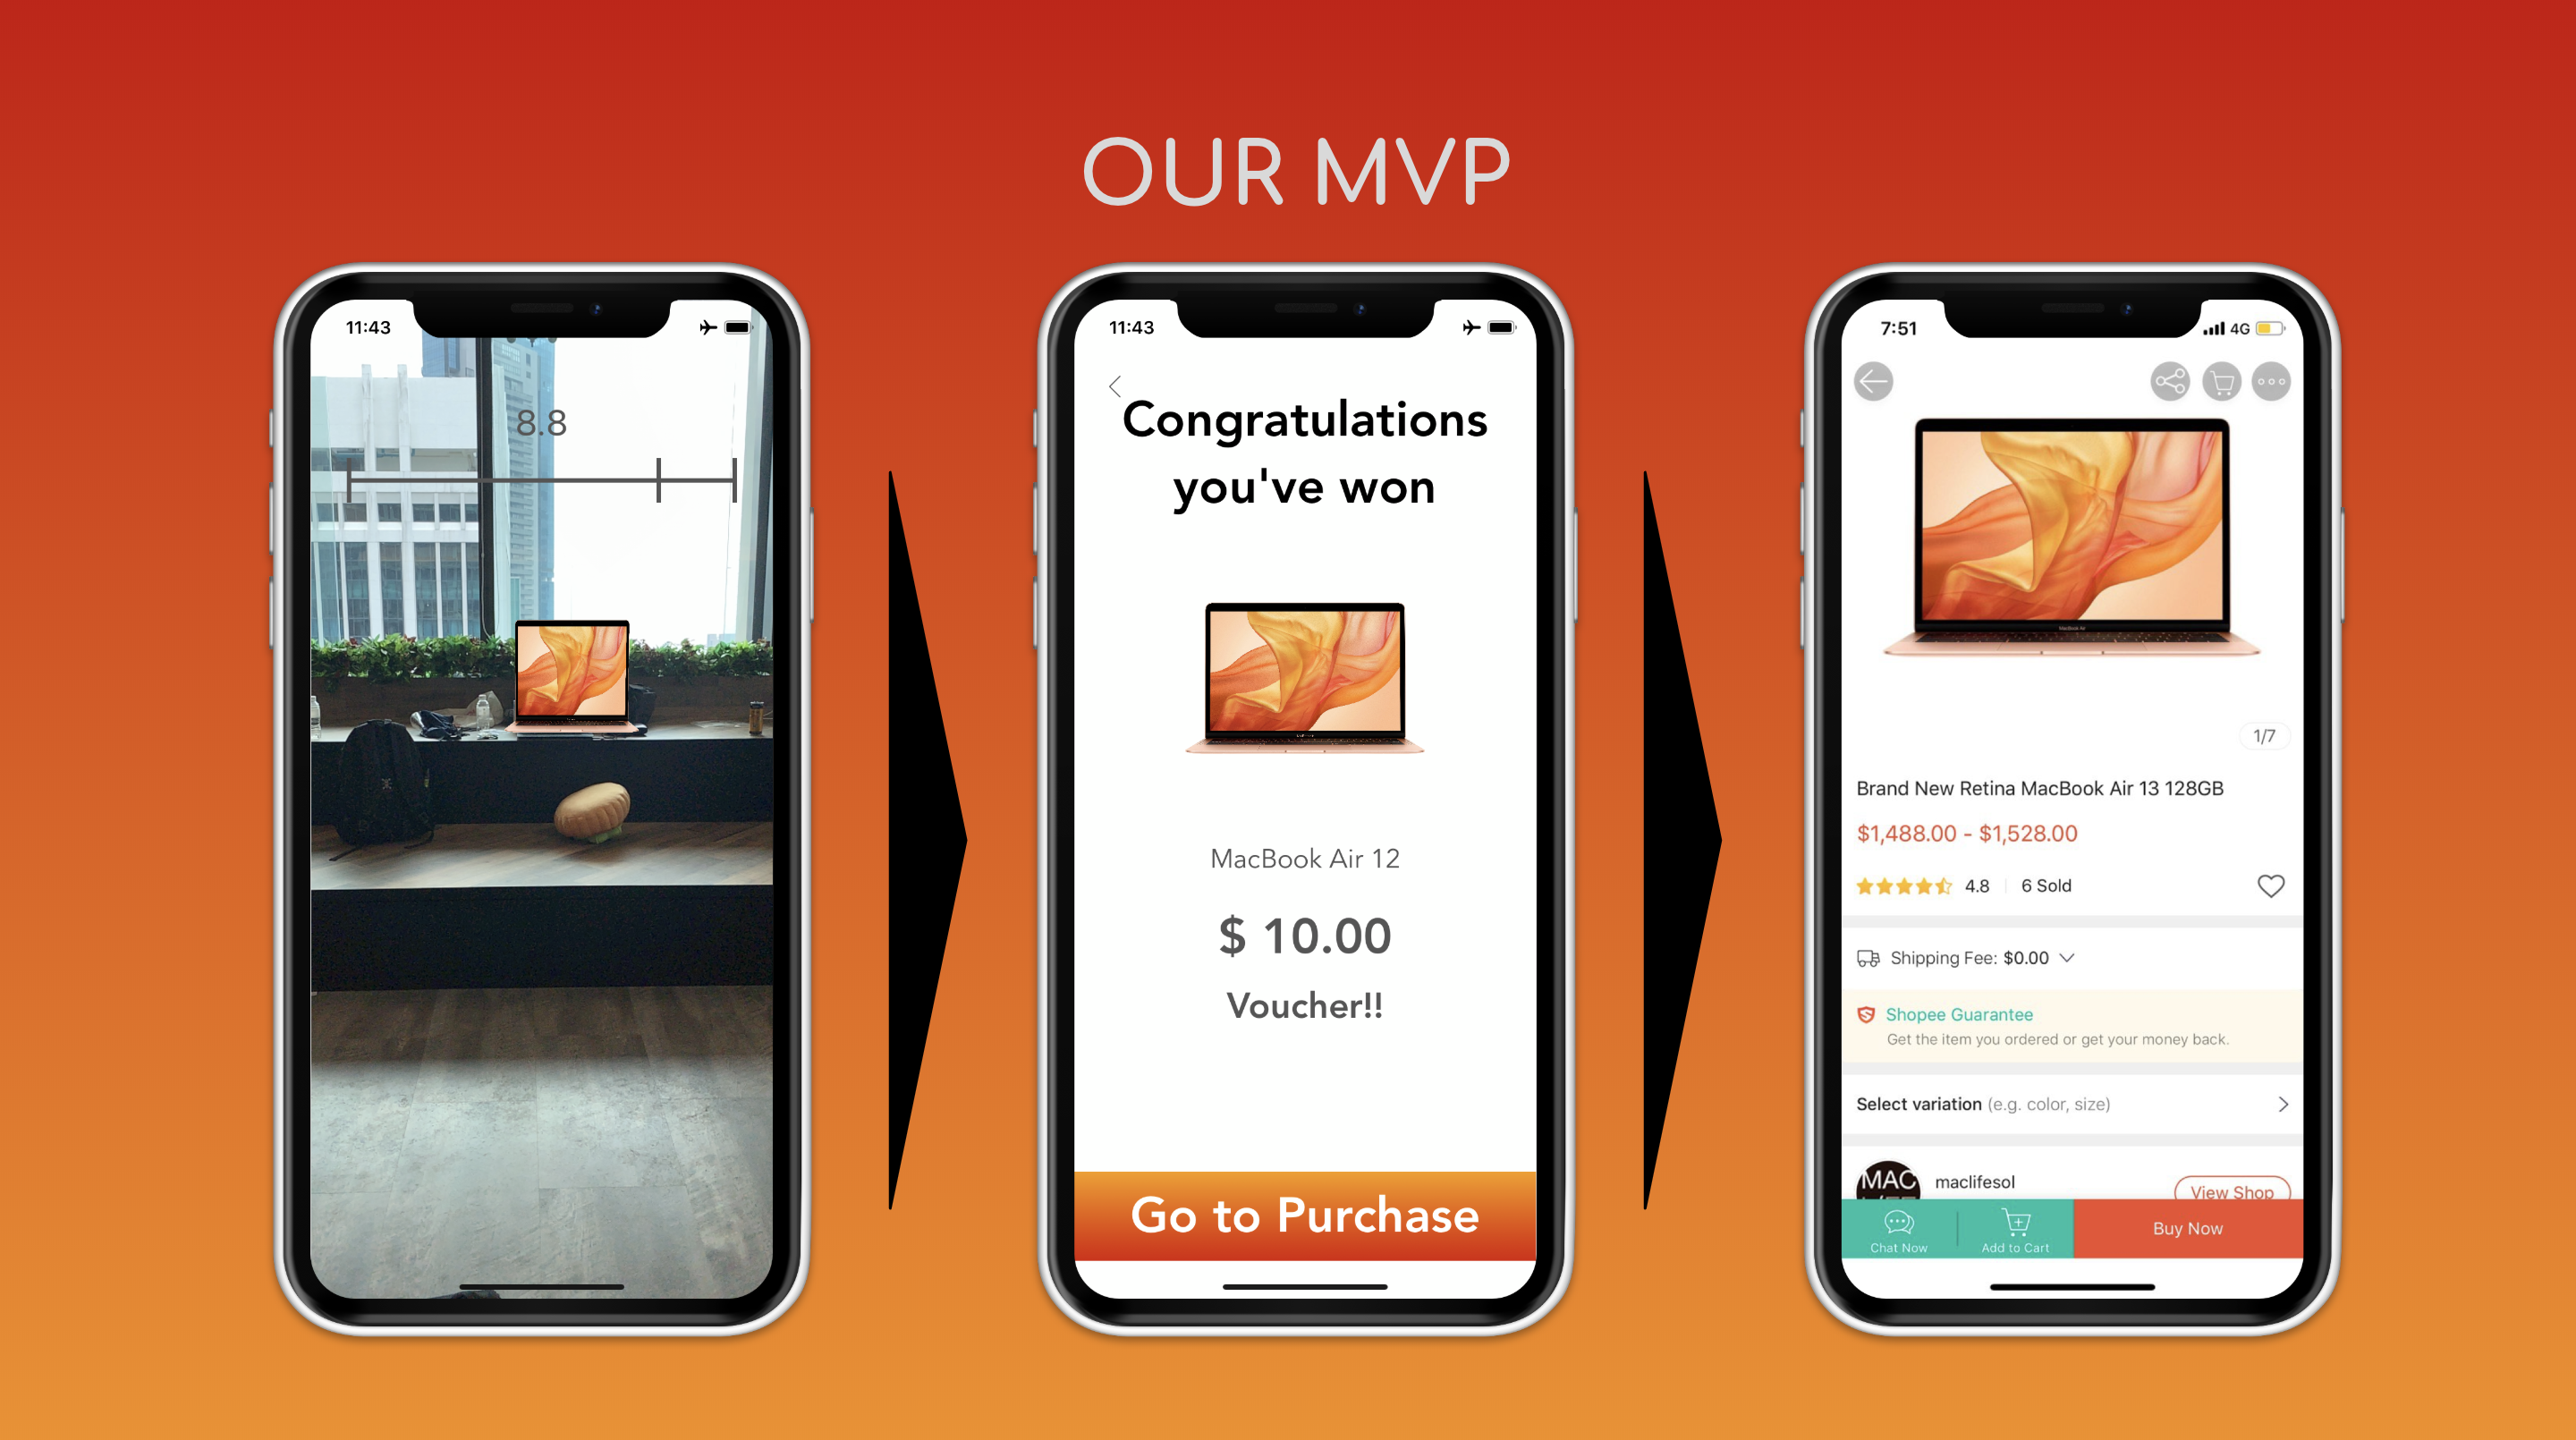 OUR MVP
11:43
8.8
11:43
Congratulations
you've won
MacBook Air 12
$ 10.00
Voucher!!
Go to Purchase
7:51
4G
MacBook Air
1/7
Brand New Retina MacBook Air 13 128GB
$1,488.00 - $1,528.00
4.8
6 Sold
Shipping Fee: $0.00
Shopee Guarantee
Get the item you ordered or get your money back.
Select variation (e.g. color, size)
MAC
maclifesol
View Shop
Chat Now
Add to Cart
Buy Now